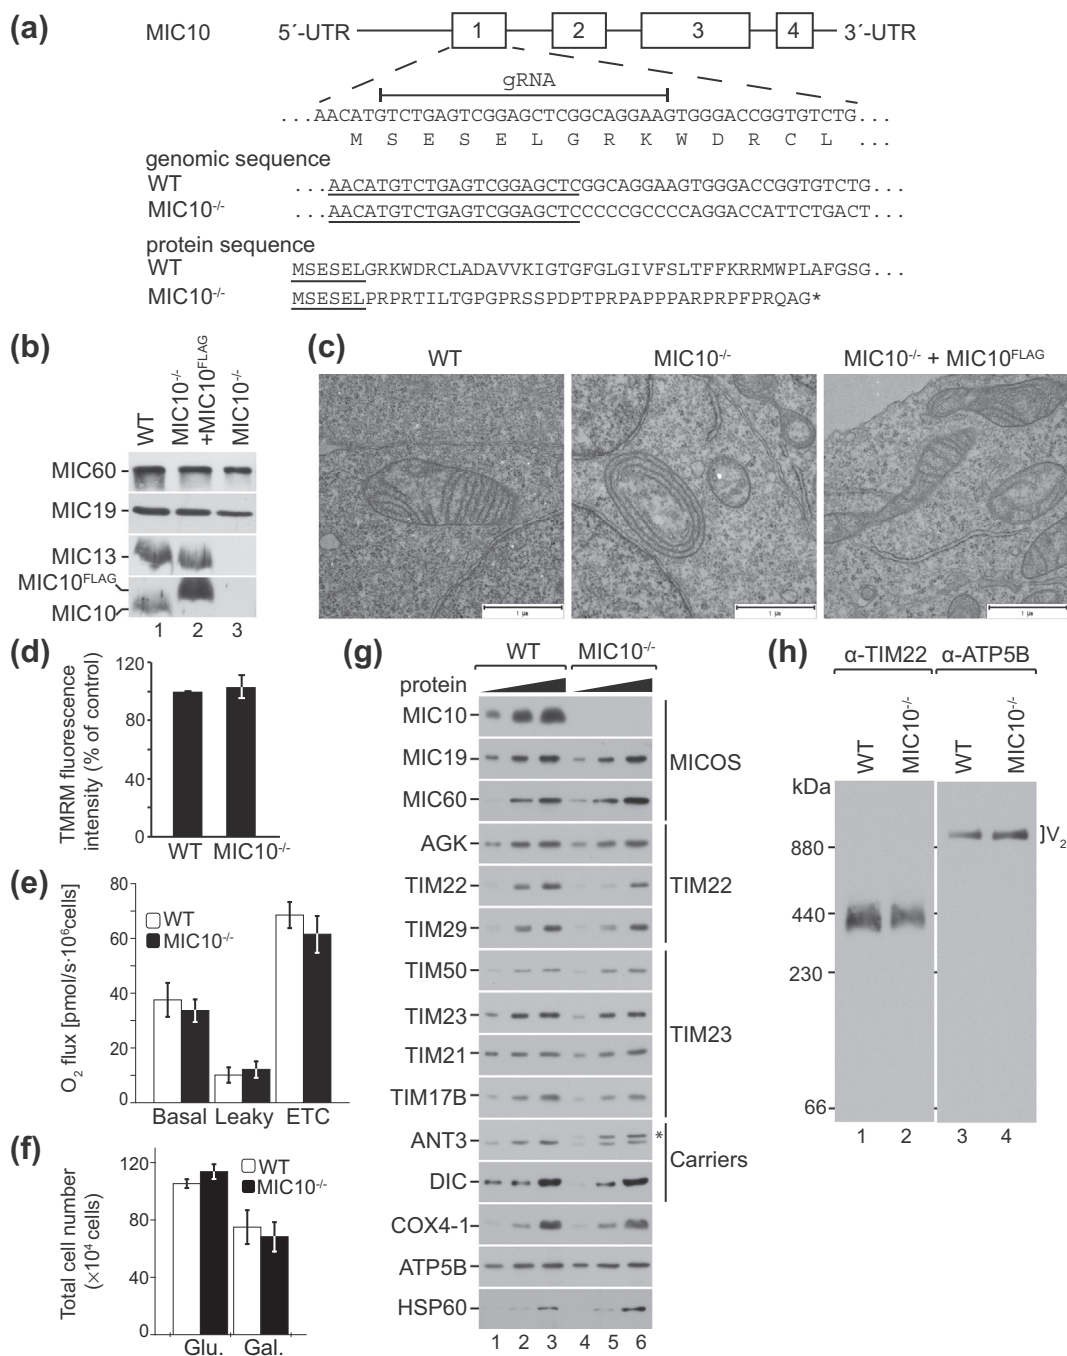 (a)
MIC10 5´-UTR 1 2 3 4 3´-UTR
gRNA
...AACATGTCTGAGTCGGAGCTCGGCAGGAAGTGGGACCGGTGTCTG...
M S E S E L G R K W D R C L ...
genomic sequence
WT ...AACATGTCTGAGTCGGAGCTCGGCAGGAAGTGGGACCGGTGTCTG...
MIC10-/- ...AACATGTCTGAGTCGGAGCTCCCCCGCCCCAGGACCATTCTGACT...
protein sequence
WT MSESELGRKWDRCLADAVVKIGTGFGLGIVFSLTFFKRRMWPLAFGSG...
MIC10-/- MSESELPRPRTILTGPGPRSSPDPTPRPAPPPARPRPFPRQAG*
(b)
WT
MIC10-/-
+MIC10FLAG
MIC10-/-
MIC60
MIC19
MIC13
MIC10FLAG
MIC10
1 2 3
(c)
WT MIC10-/- MIC10-/- + MIC10FLAG
1 µm 1 µm 1 µm
(d)
TMRM fluorescence
intensity (% of control)
120
80
40
0
WT MIC10-/-
(e)
O2 flux [pmol/s·10⁶cells]
80
60
40
20
0
WT
MIC10-/-
Basal Leaky ETC
(f)
Total cell number
(×10⁴ cells)
120
80
40
0
WT
MIC10-/-
Glu. Gal.
(g)
WT MIC10-/-
protein
MIC10
MIC19
MIC60
MICOS
AGK
TIM22
TIM29
TIM22
TIM50
TIM23
TIM21
TIM17B
TIM23
ANT3 *
DIC
Carriers
COX4-1
ATP5B
HSP60
1 2 3 4 5 6
(h)
α-TIM22 α-ATP5B
WT
MIC10-/-
WT
MIC10-/-
kDa
880
440
230
66
V2
1 2 3 4